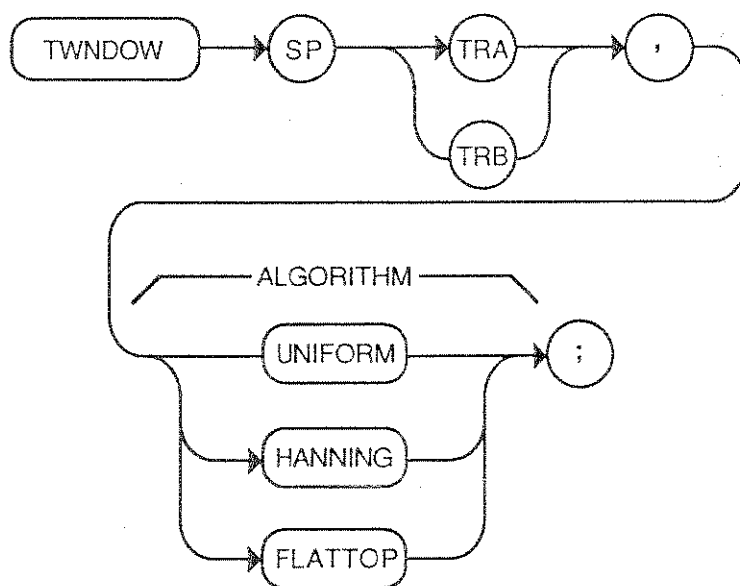 TWNDOW SP TRA ,
TRB
ALGORITHM
UNIFORM ;
HANNING
FLATTOP